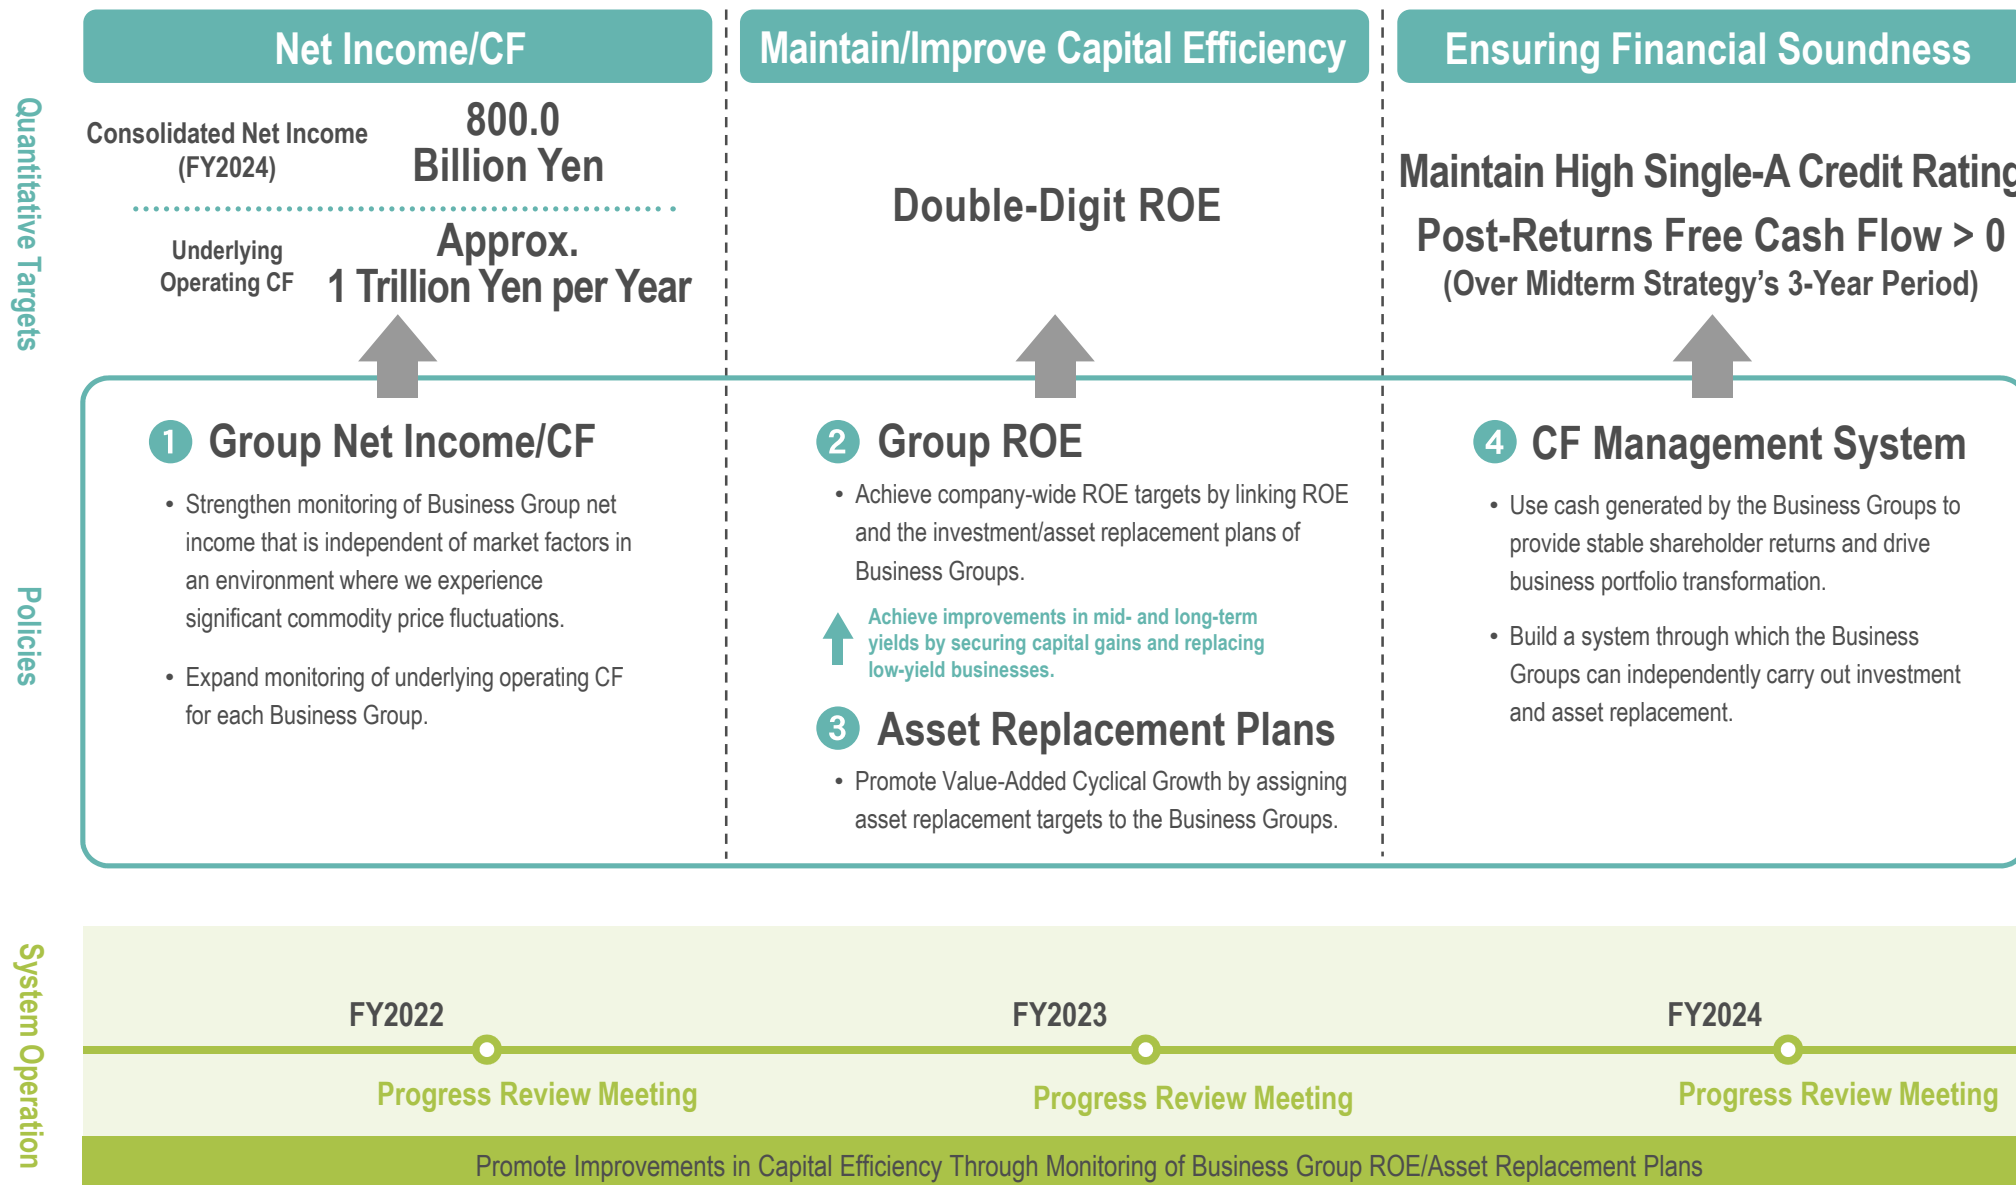 Net Income/CF
Maintain/Improve Capital Efficiency
Ensuring Financial Soundness
Quantitative Targets
Consolidated Net Income
(FY2024)
800.0
Billion Yen
Underlying
Operating CF
Approx.
1 Trillion Yen per Year
Double-Digit ROE
Maintain High Single-A Credit Rating
Post-Returns Free Cash Flow > 0
(Over Midterm Strategy’s 3-Year Period)
Policies
1 Group Net Income/CF
• Strengthen monitoring of Business Group net
income that is independent of market factors in
an environment where we experience
significant commodity price fluctuations.
• Expand monitoring of underlying operating CF
for each Business Group.
2 Group ROE
• Achieve company-wide ROE targets by linking ROE
and the investment/asset replacement plans of
Business Groups.
Achieve improvements in mid- and long-term
yields by securing capital gains and replacing
low-yield businesses.
3 Asset Replacement Plans
• Promote Value-Added Cyclical Growth by assigning
asset replacement targets to the Business Groups.
4 CF Management System
• Use cash generated by the Business Groups to
provide stable shareholder returns and drive
business portfolio transformation.
• Build a system through which the Business
Groups can independently carry out investment
and asset replacement.
System Operation
FY2022
FY2023
FY2024
Progress Review Meeting
Progress Review Meeting
Progress Review Meeting
Promote Improvements in Capital Efficiency Through Monitoring of Business Group ROE/Asset Replacement Plans